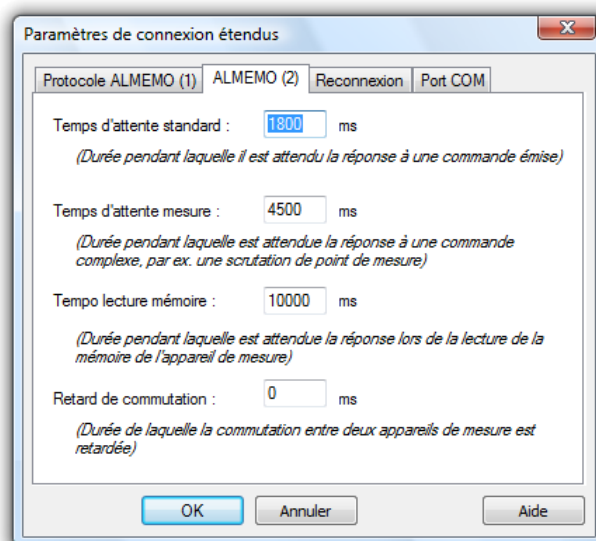 Paramètres de connexion étendus
Protocole ALMEMO (1) ALMEMO (2) Reconnexion Port COM
Temps d'attente standard : 1800 ms
(Durée pendant laquelle il est attendu la réponse à une commande émise)
Temps d'attente mesure : 4500 ms
(Durée pendant laquelle est attendue la réponse à une commande
complexe, par ex. une scrutation de point de mesure)
Tempo lecture mémoire : 10000 ms
(Durée pendant laquelle est attendue la réponse lors de la lecture de la
mémoire de l'appareil de mesure)
Retard de commutation : 0 ms
(Durée de laquelle la commutation entre deux appareils de mesure est
retardée)
OK Annuler Aide